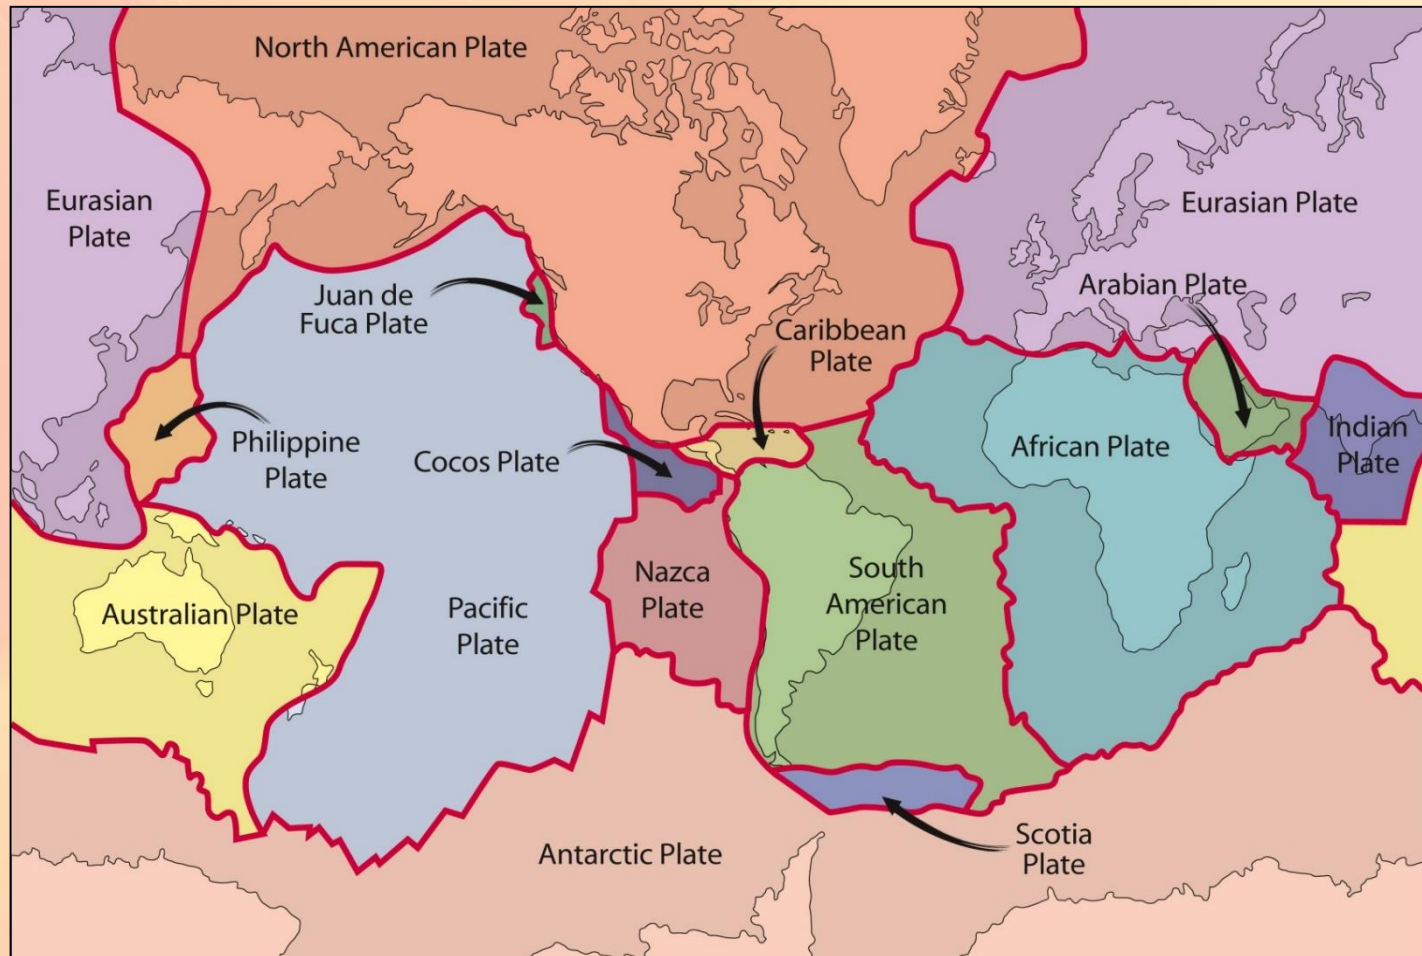 North American Plate
Eurasian
Plate
Eurasian Plate
Arabian Plate
Juan de
Fuca Plate
Caribbean
Plate
Philippine
Plate
Cocos Plate
African Plate
Indian
Plate
Australian Plate
Pacific
Plate
Nazca
Plate
South
American
Plate
Antarctic Plate
Scotia
Plate